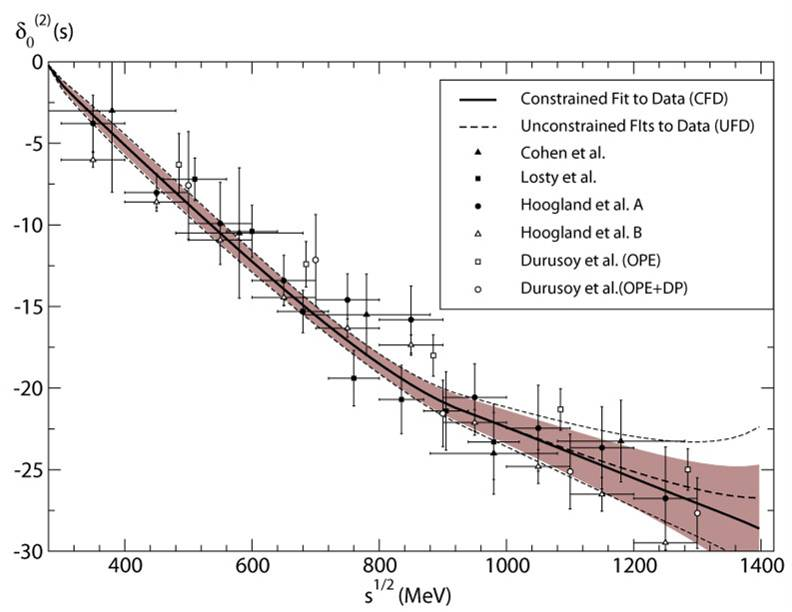 δ₀⁽²⁾(s)
0
-5
-10
-15
-20
-25
-30
400 600 800 1000 1200 1400
s^1/2 (MeV)
Constrained Fit to Data (CFD)
Unconstrained FIts to Data (UFD)
Cohen et al.
Losty et al.
Hoogland et al. A
Hoogland et al. B
Durusoy et al. (OPE)
Durusoy et al.(OPE+DP)